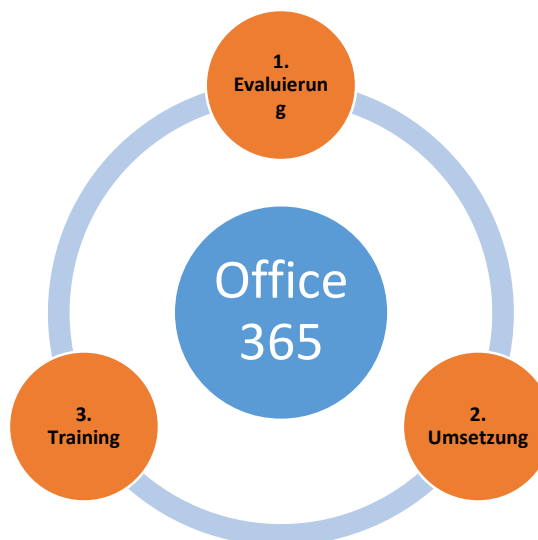 1.
Evaluierun
g
Office
365
3.
Training
2.
Umsetzung